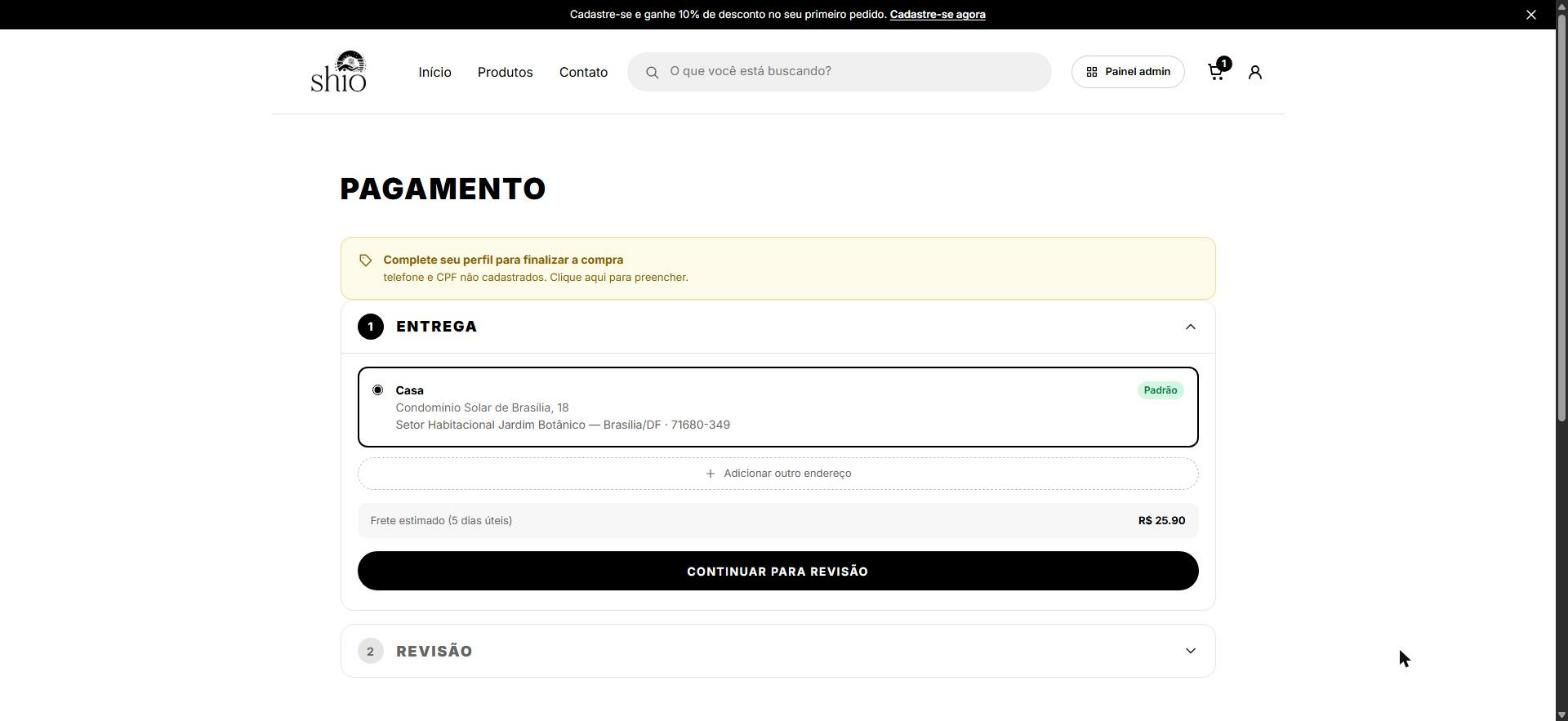 Cadastre-se e ganhe 10% de desconto no seu primeiro pedido. Cadastre-se agora
shio
Início
Produtos
Contato
O que você está buscando?
Painel admin
1
PAGAMENTO
Complete seu perfil para finalizar a compra
telefone e CPF não cadastrados. Clique aqui para preencher.
1 ENTREGA
Casa
Padrão
Condomínio Solar de Brasília, 18
Setor Habitacional Jardim Botânico — Brasília/DF · 71680-349
Adicionar outro endereço
Frete estimado (5 dias úteis)
R$ 25.90
CONTINUAR PARA REVISÃO
2 REVISÃO